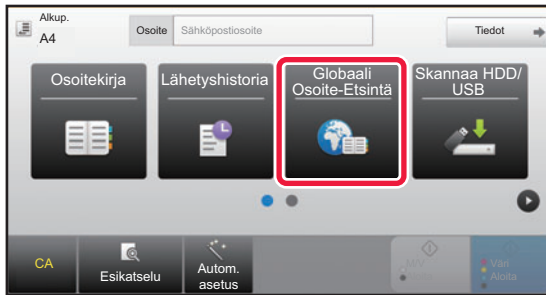 Alkup.
A4
Osoite
Sähköpostiosoite
Tiedot
Osoitekirja
Lähetyshistoria
Globaali
Osoite-Etsintä
Skannaa HDD/
USB
CA
Esikatselu
Autom.
asetus
M/V
Väri
Aloita